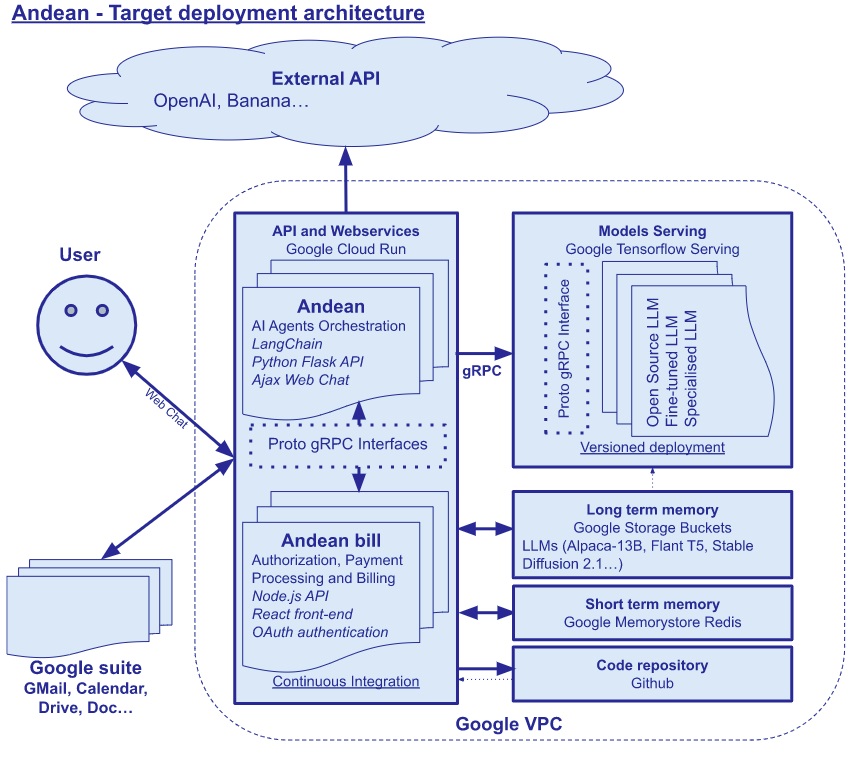 Andean - Target deployment architecture
External API
OpenAI, Banana…
User
Web Chat
Google suite
GMail, Calendar,
Drive, Doc…
API and Webservices
Google Cloud Run
Andean
AI Agents Orchestration
LangChain
Python Flask API
Ajax Web Chat
Proto gRPC Interfaces
Andean bill
Authorization, Payment
Processing and Billing
Node.js API
React front-end
OAuth authentication
Continuous Integration
gRPC
Models Serving
Google Tensorflow Serving
Proto gRPC Interface
Open Source LLM
Fine-tuned LLM
Specialised LLM
Versioned deployment
Long term memory
Google Storage Buckets
LLMs (Alpaca-13B, Flant T5, Stable
Diffusion 2.1…)
Short term memory
Google Memorystore Redis
Code repository
Github
Google VPC